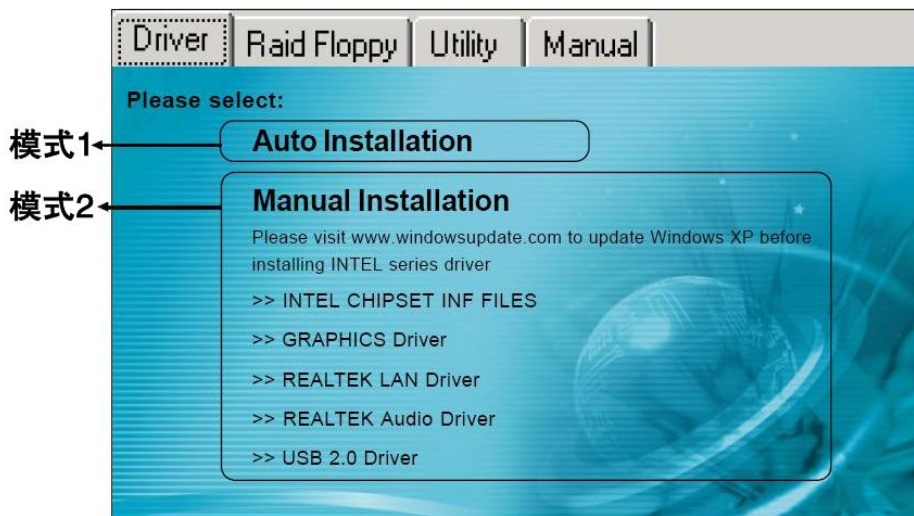 Driver Raid Floppy Utility Manual
Please select:
模式1
Auto Installation
模式2
Manual Installation
Please visit www.windowsupdate.com to update Windows XP before
installing INTEL series driver
>> INTEL CHIPSET INF FILES
>> GRAPHICS Driver
>> REALTEK LAN Driver
>> REALTEK Audio Driver
>> USB 2.0 Driver